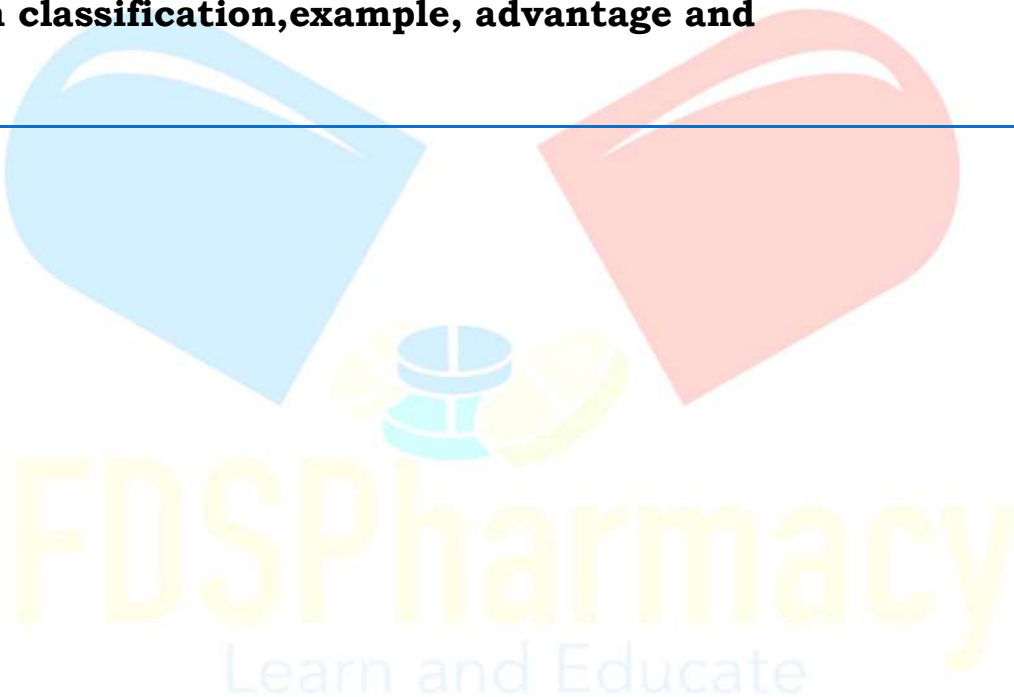 classification,example, advantage and
FDSPharmacy
Learn and Educate